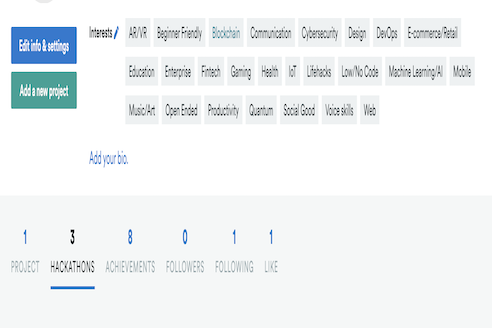 Edit info & settings
Add a new project
Interests
AR/VR Beginner Friendly Blockchain Communication Cybersecurity Design DevOps E-commerce/Retail
Education Enterprise Fintech Gaming Health IoT Lifehacks Low/No Code Machine Learning/AI Mobile
Music/Art Open Ended Productivity Quantum Social Good Voice skills Web
Add your bio.
1 3 8 0 1 1
PROJECT HACKATHONS ACHIEVEMENTS FOLLOWERS FOLLOWING LIKE